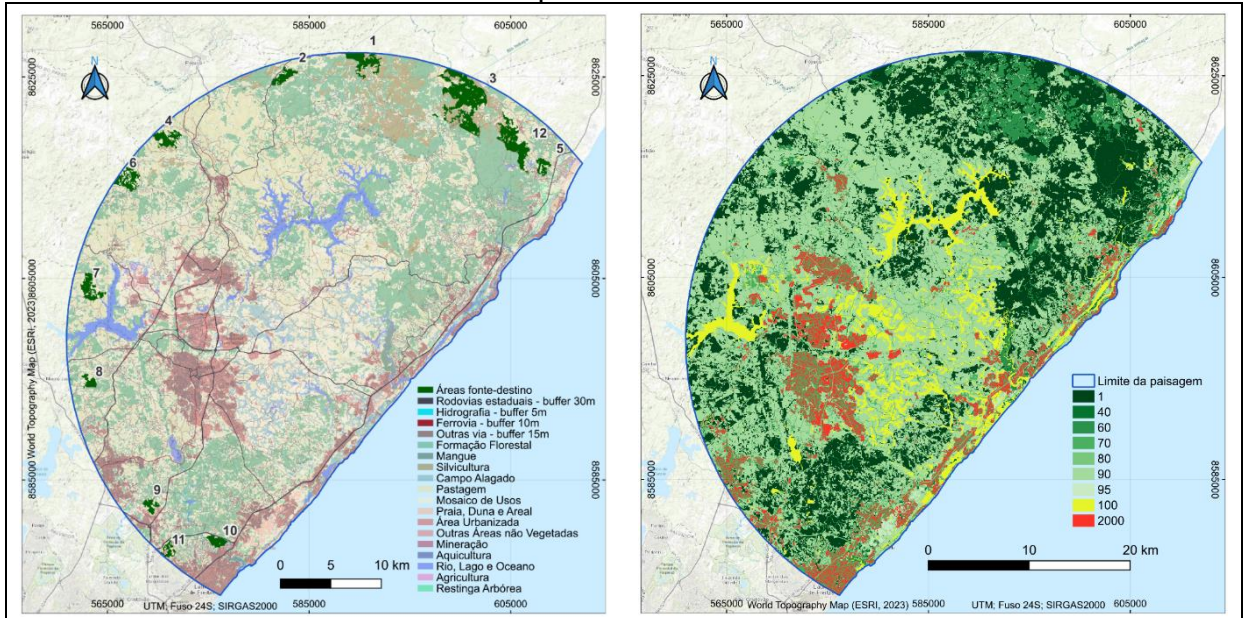 565000
585000
605000
1
2
N
3
8625000
8625000
4
12
5
6
7
8605000
8605000
8
World Topography Map (ESRI, 2023)
Áreas fonte-destino
Rodovias estaduais - buffer 30m
Hidrografia - buffer 5m
Ferrovia - buffer 10m
Outras via - buffer 15m
Formação Florestal
Mangue
Silvicultura
Campo Alagado
Pastagem
Mosaico de Usos
Praia, Duna e Areal
Área Urbanizada
Outras Áreas não Vegetadas
Mineração
Aquicultura
Rio, Lago e Oceano
Agricultura
Restinga Arbórea
8585000
8585000
9
10
11
0 5 10 km
565000
UTM; Fuso 24S; SIRGAS2000
585000
605000
565000
585000
605000
N
8625000
8625000
8605000
8605000
Limite da paisagem
1
40
60
70
80
90
95
100
2000
8585000
8585000
0 10 20 km
565000
World Topography Map (ESRI, 2023)
585000
UTM; Fuso 24S; SIRGAS2000
605000